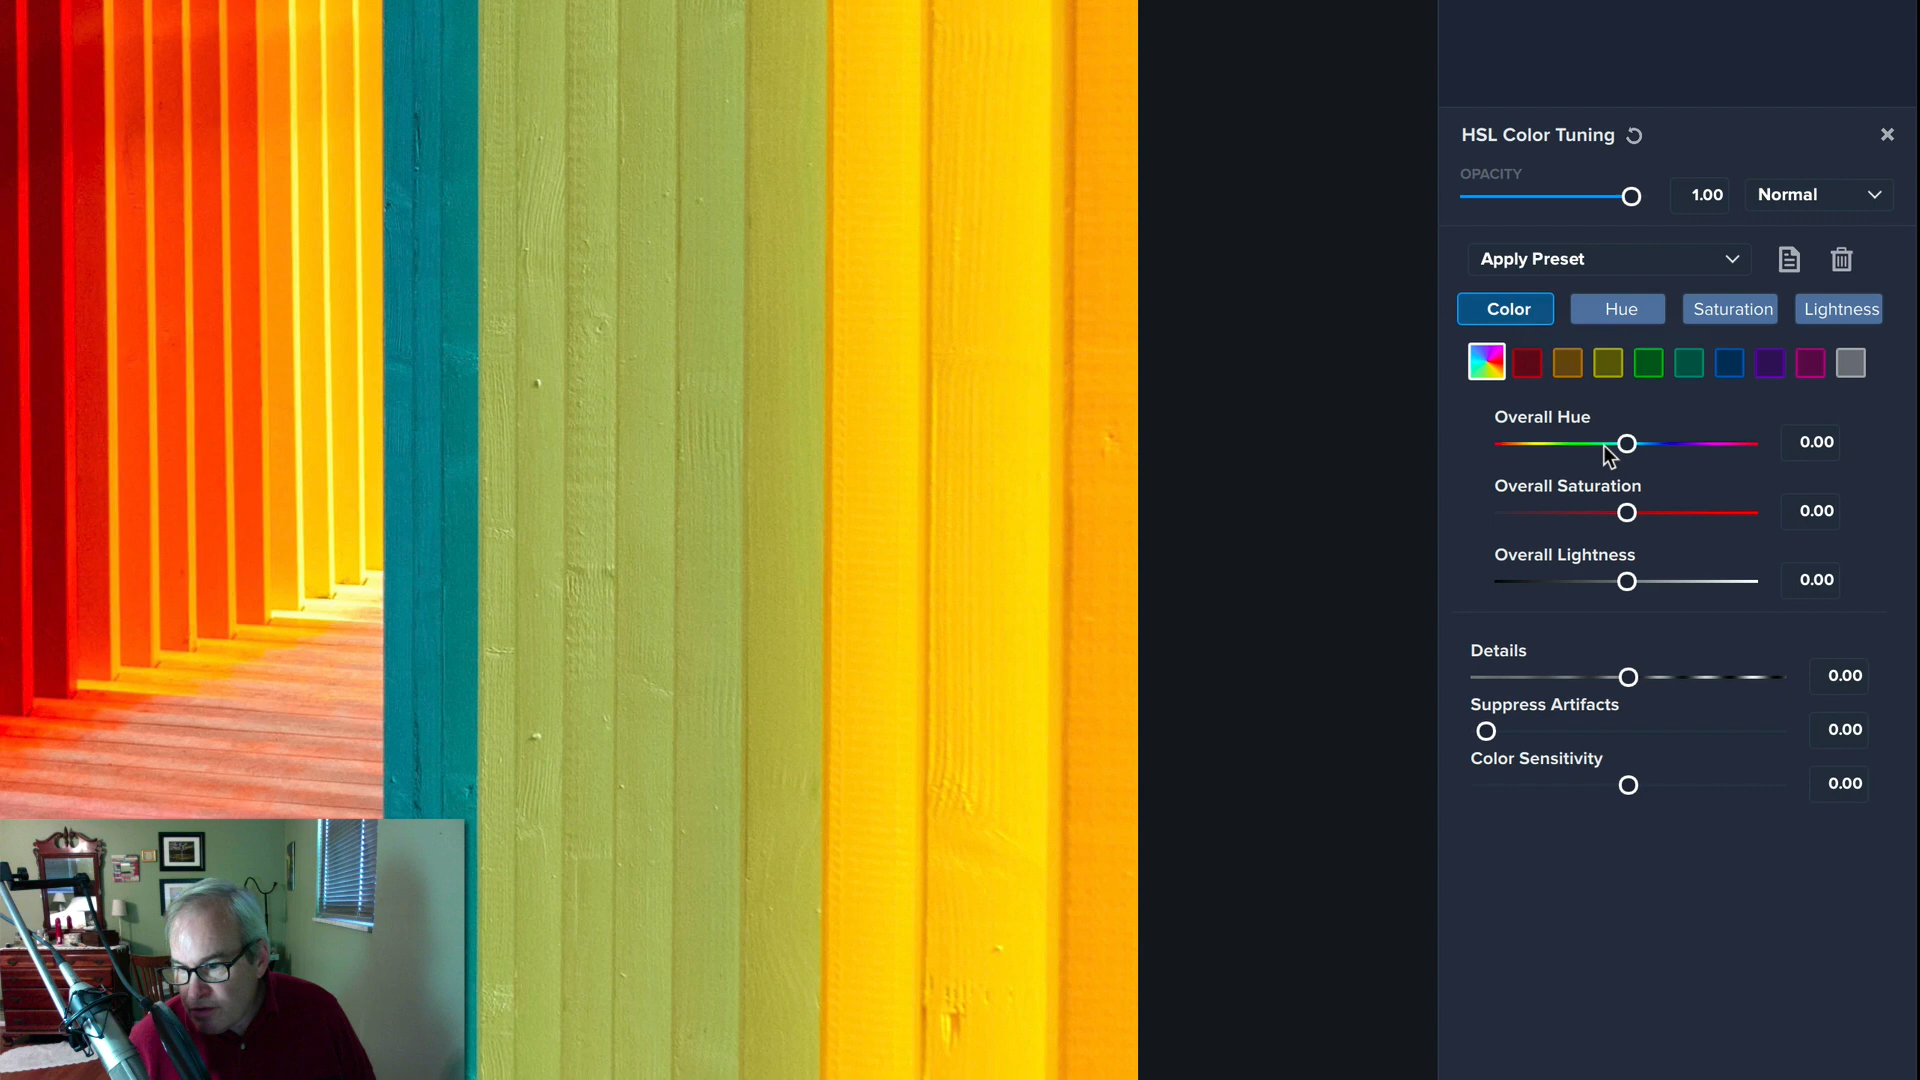 HSL Color Tuning
OPACITY
1.00 Normal
Apply Preset
Color Hue Saturation Lightness
Overall Hue
0.00
Overall Saturation
0.00
Overall Lightness
0.00
Details
0.00
Suppress Artifacts
0.00
Color Sensitivity
0.00